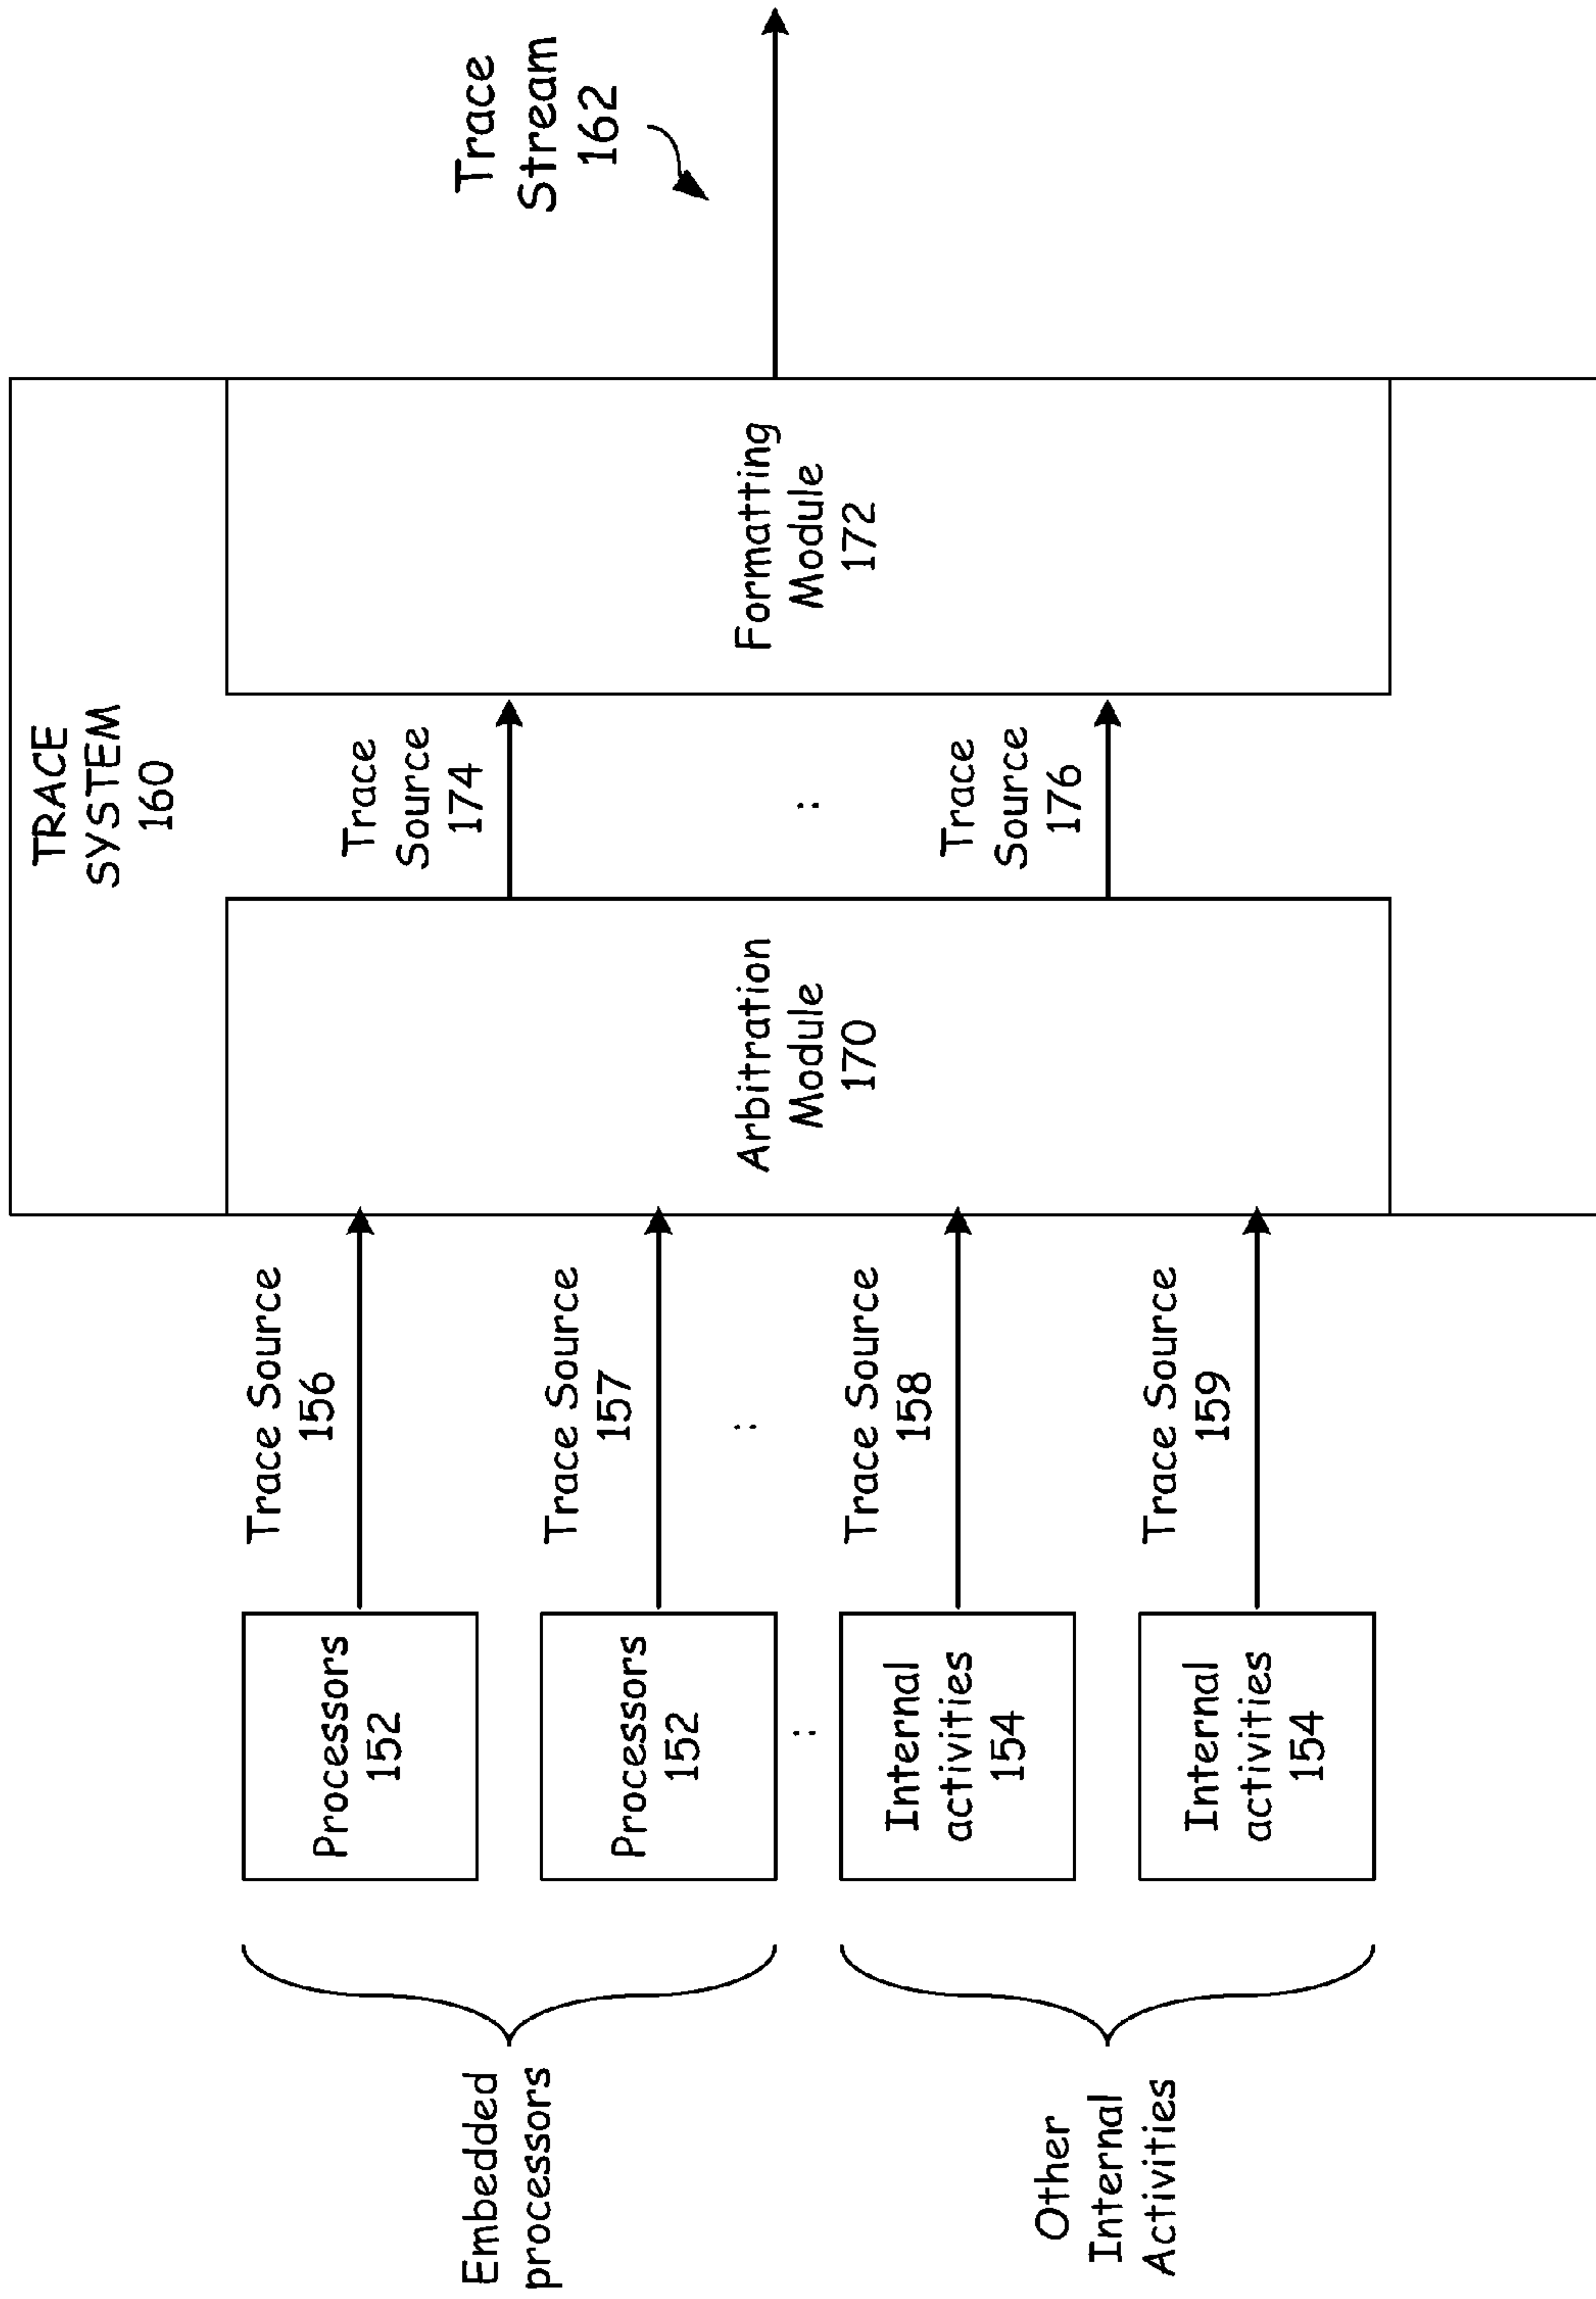 Embedded
processors
Other
Internal
Activities
Processors
152
Processors
152
:
Internal
activities
154
Internal
activities
154
Trace Source
156
Trace Source
157
:
Trace Source
158
Trace Source
159
TRACE
SYSTEM
160
Arbitration
Module
170
Trace
Source
174
:
Trace
Source
176
Formatting
Module
172
Trace
Stream
162